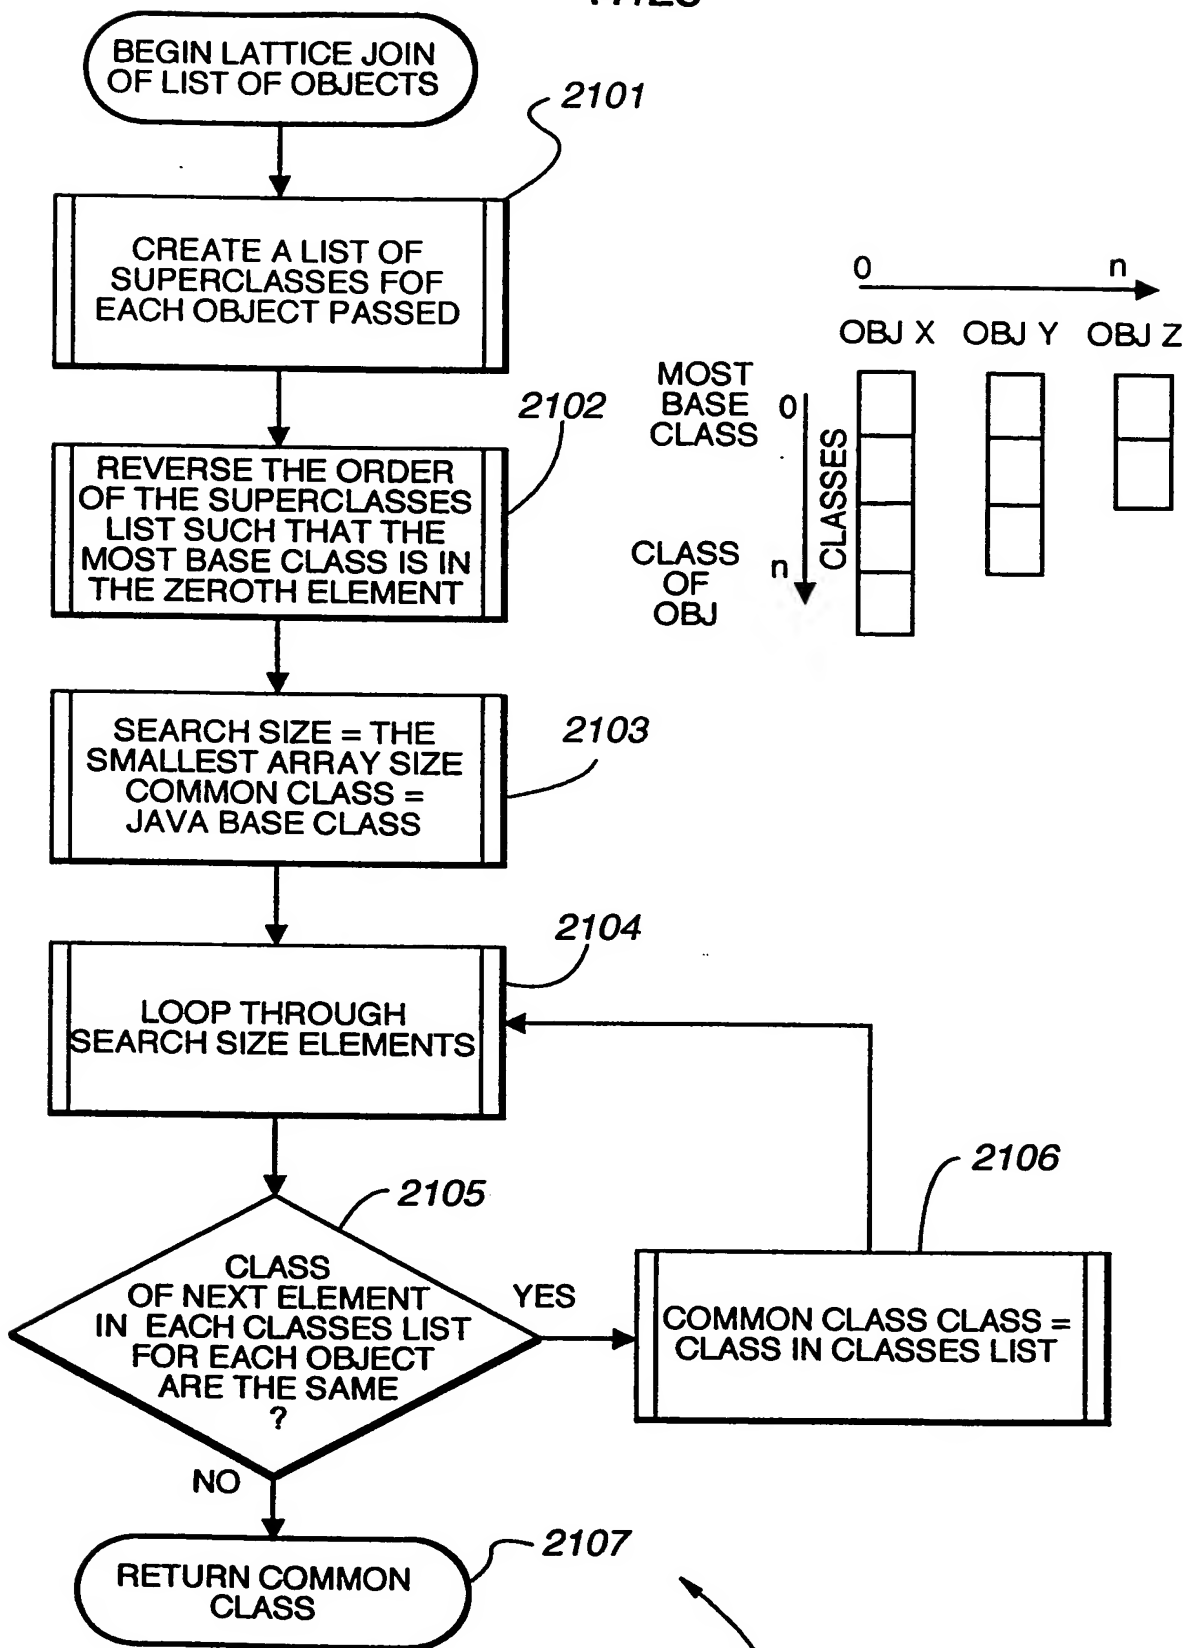 BEGIN LATTICE JOIN
OF LIST OF OBJECTS
2101
CREATE A LIST OF
SUPERCLASSES FOF
EACH OBJECT PASSED
2102
REVERSE THE ORDER
OF THE SUPERCLASSES
LIST SUCH THAT THE
MOST BASE CLASS IS IN
THE ZEROTH ELEMENT
0 n
OBJ X OBJ Y OBJ Z
MOST
BASE
CLASS
0
CLASSES
CLASS
OF
OBJ
n
SEARCH SIZE = THE
SMALLEST ARRAY SIZE
COMMON CLASS =
JAVA BASE CLASS
2103
2104
LOOP THROUGH
SEARCH SIZE ELEMENTS
2105
CLASS
OF NEXT ELEMENT
IN EACH CLASSES LIST
FOR EACH OBJECT
ARE THE SAME
?
YES
2106
COMMON CLASS CLASS =
CLASS IN CLASSES LIST
NO
2107
RETURN COMMON
CLASS